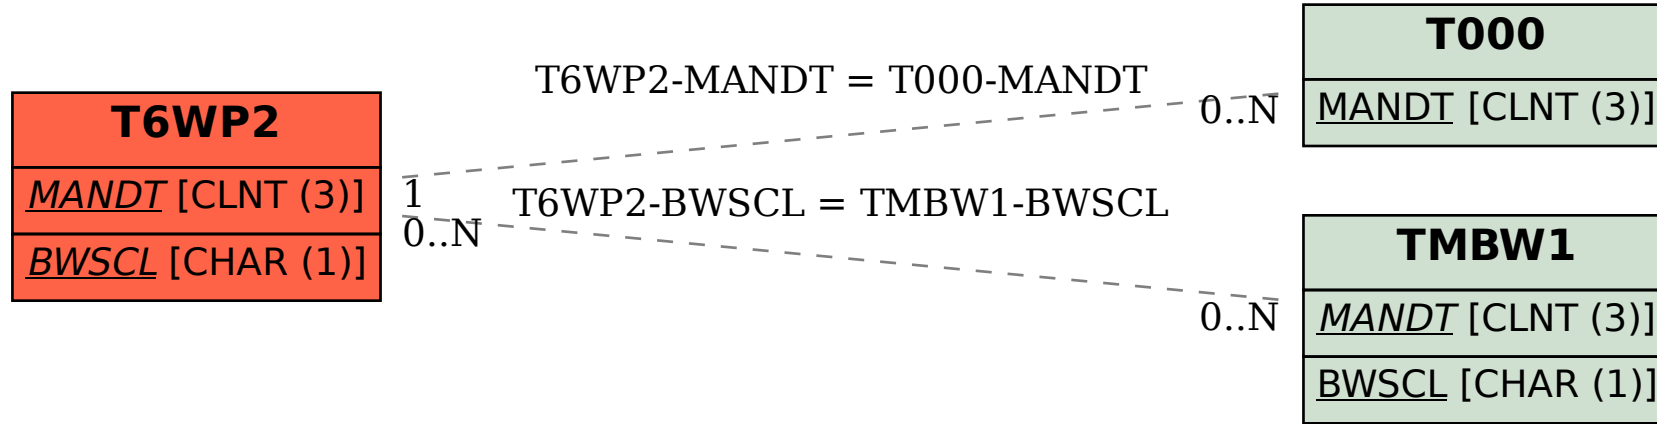 T6WP2
MANDT [CLNT (3)]
BWSCL [CHAR (1)]
T6WP2-MANDT = T000-MANDT
1
0..N
T6WP2-BWSCL = TMBW1-BWSCL
0..N
0..N
T000
MANDT [CLNT (3)]
TMBW1
MANDT [CLNT (3)]
BWSCL [CHAR (1)]